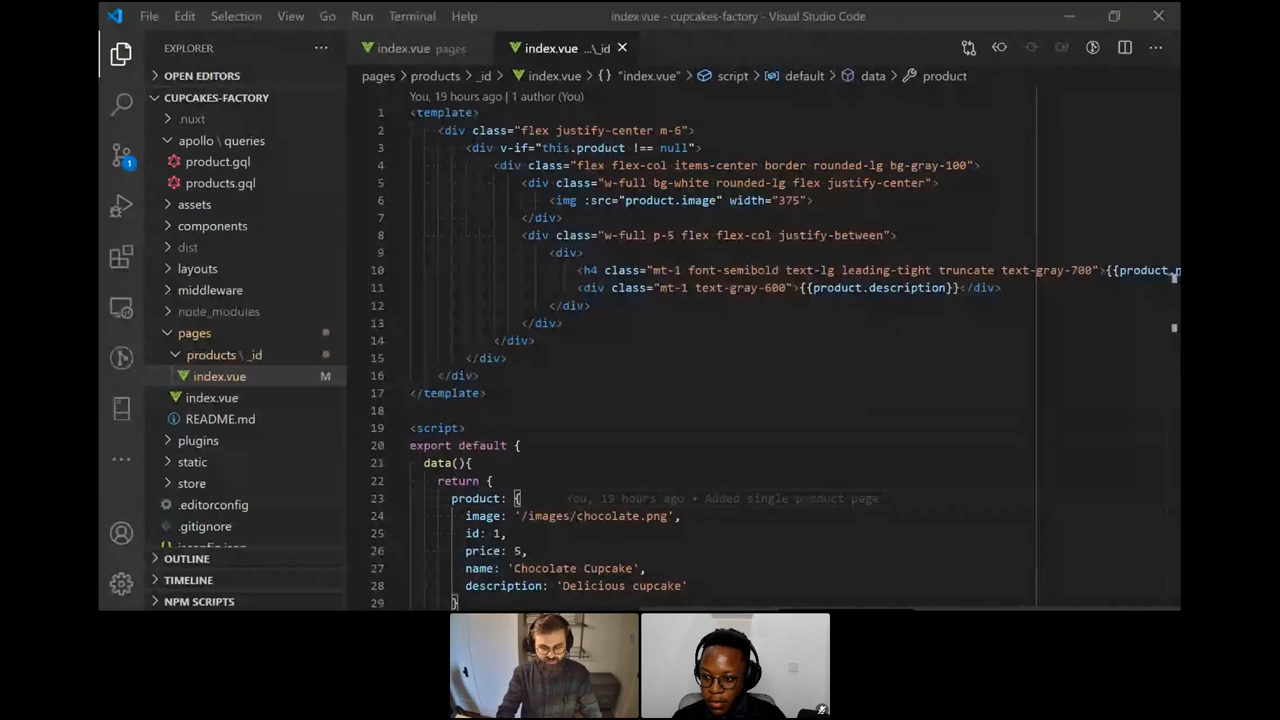 File Edit Selection View Go Run Terminal Help
index.vue - cupcakes-factory - Visual Studio Code
EXPLORER
OPEN EDITORS
CUPCAKES-FACTORY
.nuxt
apollo \ queries
product.gql
products.gql
assets
components
dist
layouts
middleware
node_modules
pages
products \ _id
index.vue M
index.vue
README.md
plugins
static
store
.editorconfig
.gitignore
OUTLINE
TIMELINE
NPM SCRIPTS
1
index.vue pages
index.vue ...\_id
pages > products > _id > index.vue > {} "index.vue" > script > default > data > product
You, 19 hours ago | 1 author (You)
1 <template>
2 <div class="flex justify-center m-6">
3 <div v-if="this.product !== null">
4 <div class="flex flex-col items-center border rounded-lg bg-gray-100">
5 <div class="w-full bg-white rounded-lg flex justify-center">
6 <img :src="product.image" width="375">
7 </div>
8 <div class="w-full p-5 flex flex-col justify-between">
9 <div>
10 <h4 class="mt-1 font-semibold text-lg leading-tight truncate text-gray-700">{{product.n
11 <div class="mt-1 text-gray-600">{{product.description}}</div>
12 </div>
13 </div>
14 </div>
15 </div>
16 </div>
17 </template>
18
19 <script>
20 export default {
21 data(){
22 return {
23 product: { You, 19 hours ago • Added single product page
24 image: '/images/chocolate.png',
25 id: 1,
26 price: 5,
27 name: 'Chocolate Cupcake',
28 description: 'Delicious cupcake'
29 }